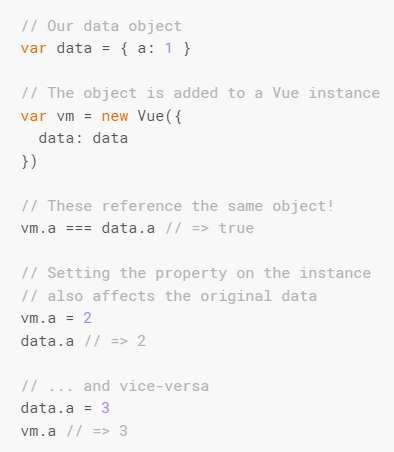 // Our data object
var data = { a: 1 }

// The object is added to a Vue instance
var vm = new Vue({
  data: data
})

// These reference the same object!
vm.a === data.a // => true

// Setting the property on the instance
// also affects the original data
vm.a = 2
data.a // => 2

// ... and vice-versa
data.a = 3
vm.a // => 3